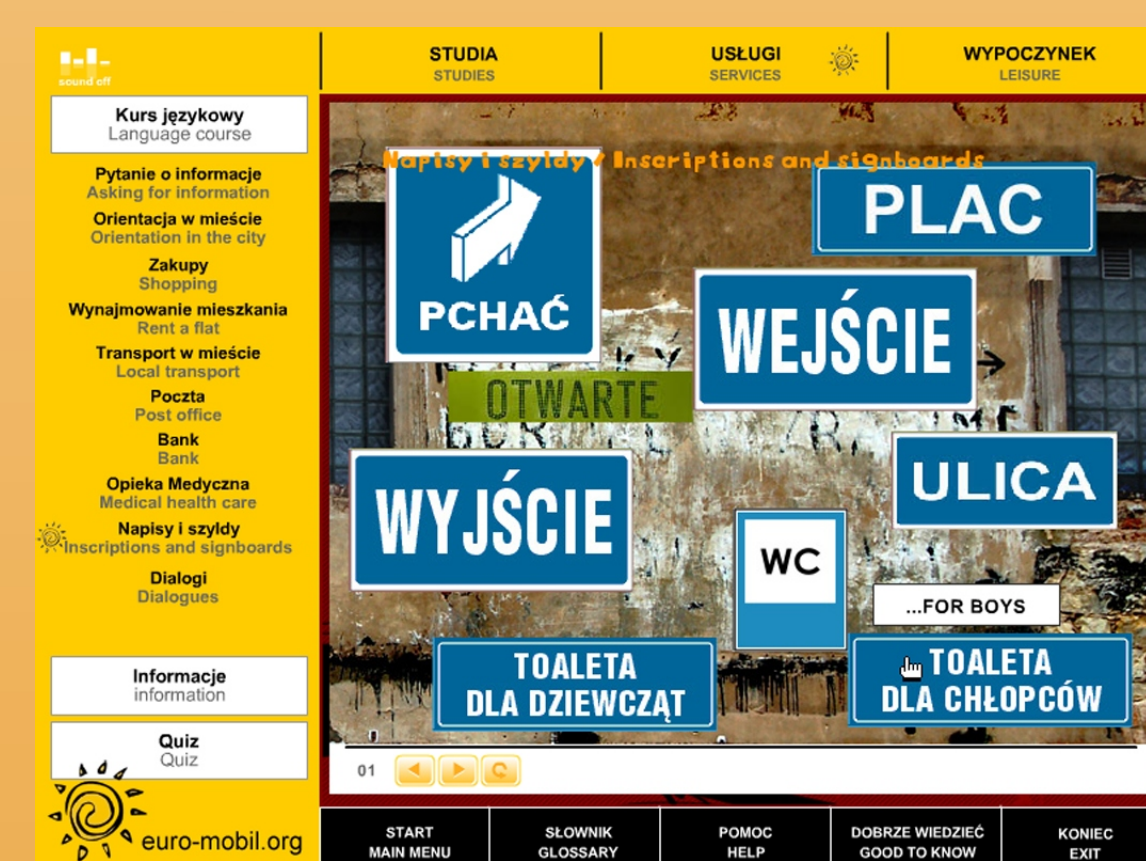 sound off
STUDIA
STUDIES
USŁUGI
SERVICES
WYPOCZYNEK
LEISURE
Kurs językowy
Language course
Pytanie o informacje
Asking for information
Orientacja w mieście
Orientation in the city
Zakupy
Shopping
Wynajmowanie mieszkania
Rent a flat
Transport w mieście
Local transport
Poczta
Post office
Bank
Bank
Opieka Medyczna
Medical health care
Napisy i szyldy
Inscriptions and signboards
Dialogi
Dialogues
Informacje
information
Quiz
Quiz
euro-mobil.org
Napisy i szyldy / Inscriptions and signboards
PCHAĆ
PLAC
WEJŚCIE
OTWARTE
WYJŚCIE
ULICA
WC
...FOR BOYS
TOALETA
DLA DZIEWCZĄT
TOALETA
DLA CHŁOPCÓW
01
START
MAIN MENU
SŁOWNIK
GLOSSARY
POMOC
HELP
DOBRZE WIEDZIEĆ
GOOD TO KNOW
KONIEC
EXIT